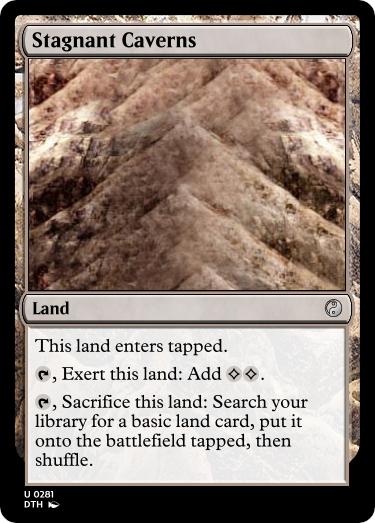 Stagnant Caverns
Land
This land enters tapped.
, Exert this land: Add .
, Sacrifice this land: Search your
library for a basic land card, put it
onto the battlefield tapped, then
shuffle.
U 0281
DTH